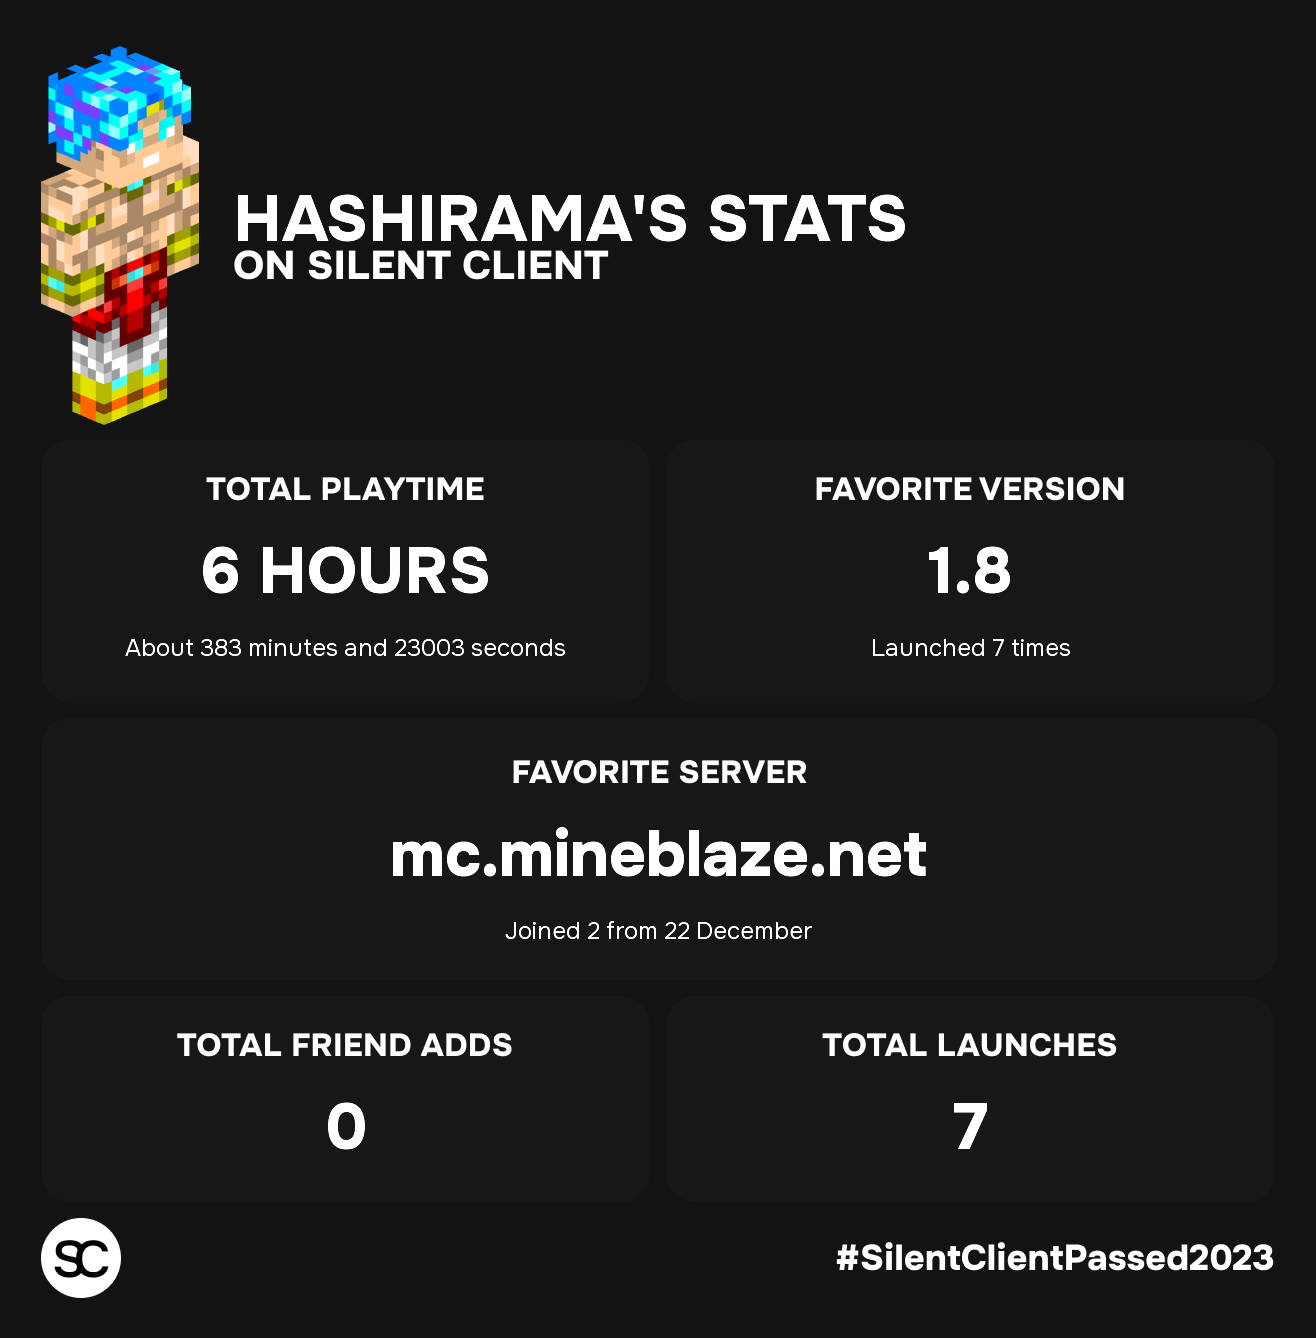 HASHIRAMA'S STATS
ON SILENT CLIENT
TOTAL PLAYTIME
6 HOURS
About 383 minutes and 23003 seconds
FAVORITE VERSION
1.8
Launched 7 times
FAVORITE SERVER
mc.mineblaze.net
Joined 2 from 22 December
TOTAL FRIEND ADDS
0
TOTAL LAUNCHES
7
SC
#SilentClientPassed2023